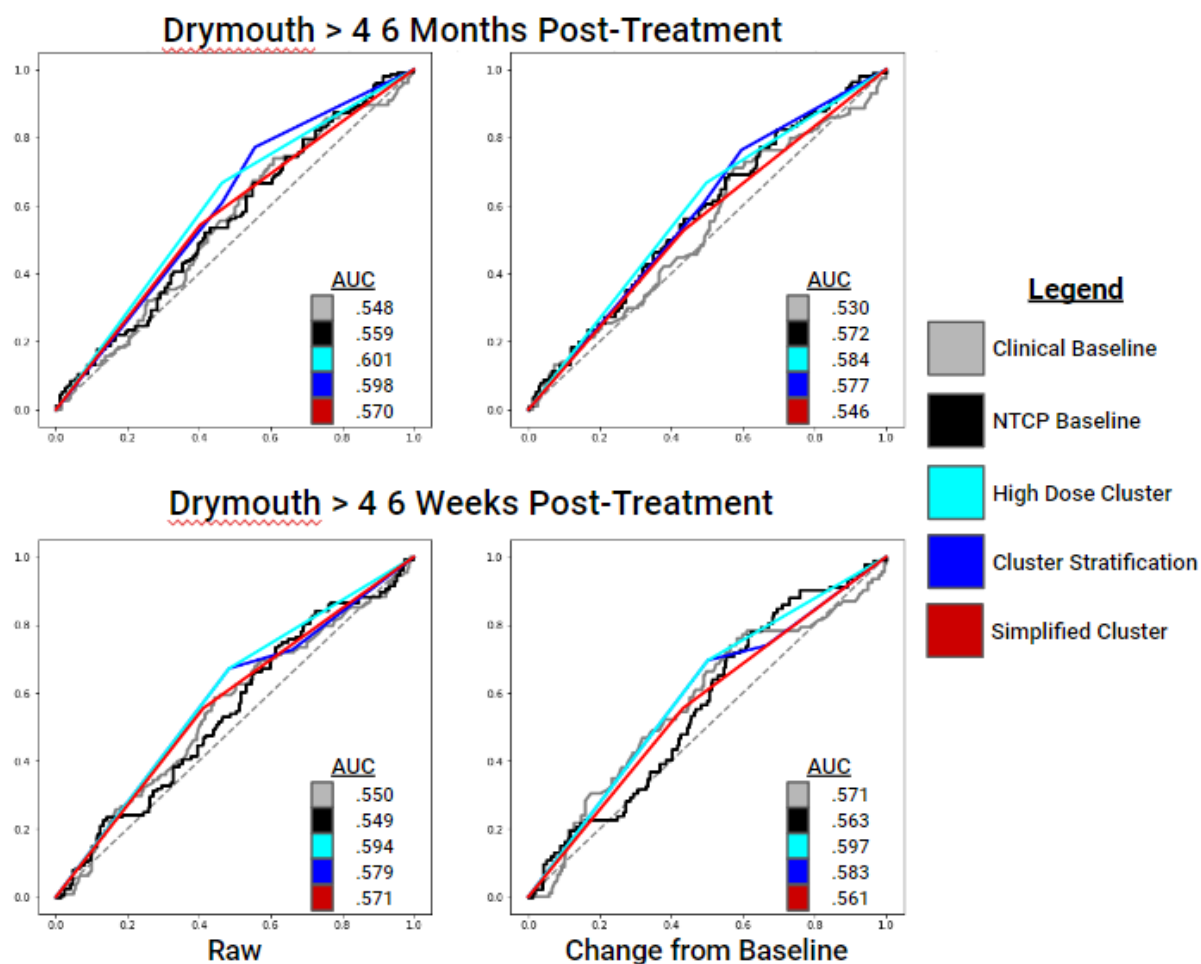 Drymouth > 4 6 Months Post-Treatment
1.0
0.8
0.6
0.4
0.2
0.0
0.0 0.2 0.4 0.6 0.8 1.0
AUC
.548
.559
.601
.598
.570
1.0
0.8
0.6
0.4
0.2
0.0
0.0 0.2 0.4 0.6 0.8 1.0
AUC
.530
.572
.584
.577
.546
Legend
Clinical Baseline
NTCP Baseline
High Dose Cluster
Cluster Stratification
Simplified Cluster
Drymouth > 4 6 Weeks Post-Treatment
1.0
0.8
0.6
0.4
0.2
0.0
0.0 0.2 0.4 0.6 0.8 1.0
AUC
.550
.549
.594
.579
.571
Raw
1.0
0.8
0.6
0.4
0.2
0.0
0.0 0.2 0.4 0.6 0.8 1.0
AUC
.571
.563
.597
.583
.561
Change from Baseline